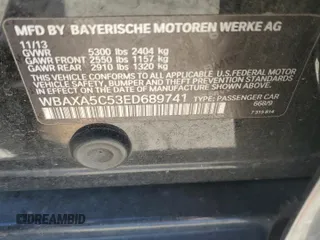 MFD BY BAYERISCHE MOTOREN WERKE AG
11/13
GVWR 5300 lbs 2404 kg
GAWR FRONT 2550 lbs 1157 kg
GAWR REAR 2910 lbs 1320 kg
THIS VEHICLE CONFORMS TO ALL APPLICABLE U.S. FEDERAL MOTOR
VEHICLE SAFETY, BUMPER, AND THEFT PREVENTION STANDARDS
IN EFFECT ON THE DATE OF MANUFACTURE SHOWN ABOVE.
WBAXA5C53ED689741
TYPE: PASSENGER CAR
668/9
DREAMBID